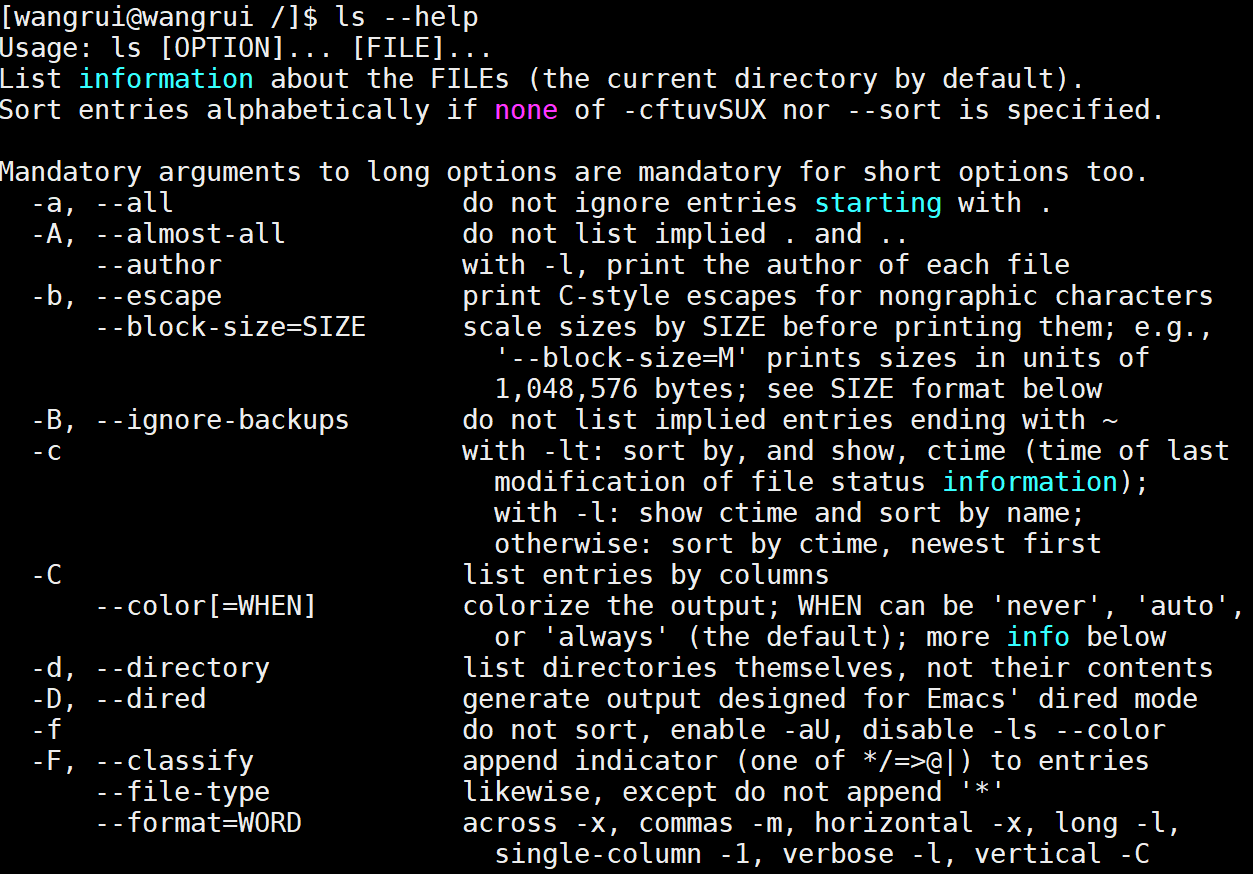 [wangrui@wangrui /]$ ls --help
Usage: ls [OPTION]... [FILE]...
List information about the FILEs (the current directory by default).
Sort entries alphabetically if none of -cftuvSUX nor --sort is specified.

Mandatory arguments to long options are mandatory for short options too.
  -a, --all                  do not ignore entries starting with .
  -A, --almost-all           do not list implied . and ..
      --author               with -l, print the author of each file
  -b, --escape               print C-style escapes for nongraphic characters
      --block-size=SIZE      scale sizes by SIZE before printing them; e.g.,
                               '--block-size=M' prints sizes in units of
                               1,048,576 bytes; see SIZE format below
  -B, --ignore-backups       do not list implied entries ending with ~
  -c                         with -lt: sort by, and show, ctime (time of last
                               modification of file status information);
                               with -l: show ctime and sort by name;
                               otherwise: sort by ctime, newest first
  -C                         list entries by columns
      --color[=WHEN]         colorize the output; WHEN can be 'never', 'auto',
                               or 'always' (the default); more info below
  -d, --directory            list directories themselves, not their contents
  -D, --dired                generate output designed for Emacs' dired mode
  -f                         do not sort, enable -aU, disable -ls --color
  -F, --classify             append indicator (one of */=>@|) to entries
      --file-type            likewise, except do not append '*'
      --format=WORD          across -x, commas -m, horizontal -x, long -l,
                               single-column -1, verbose -l, vertical -C